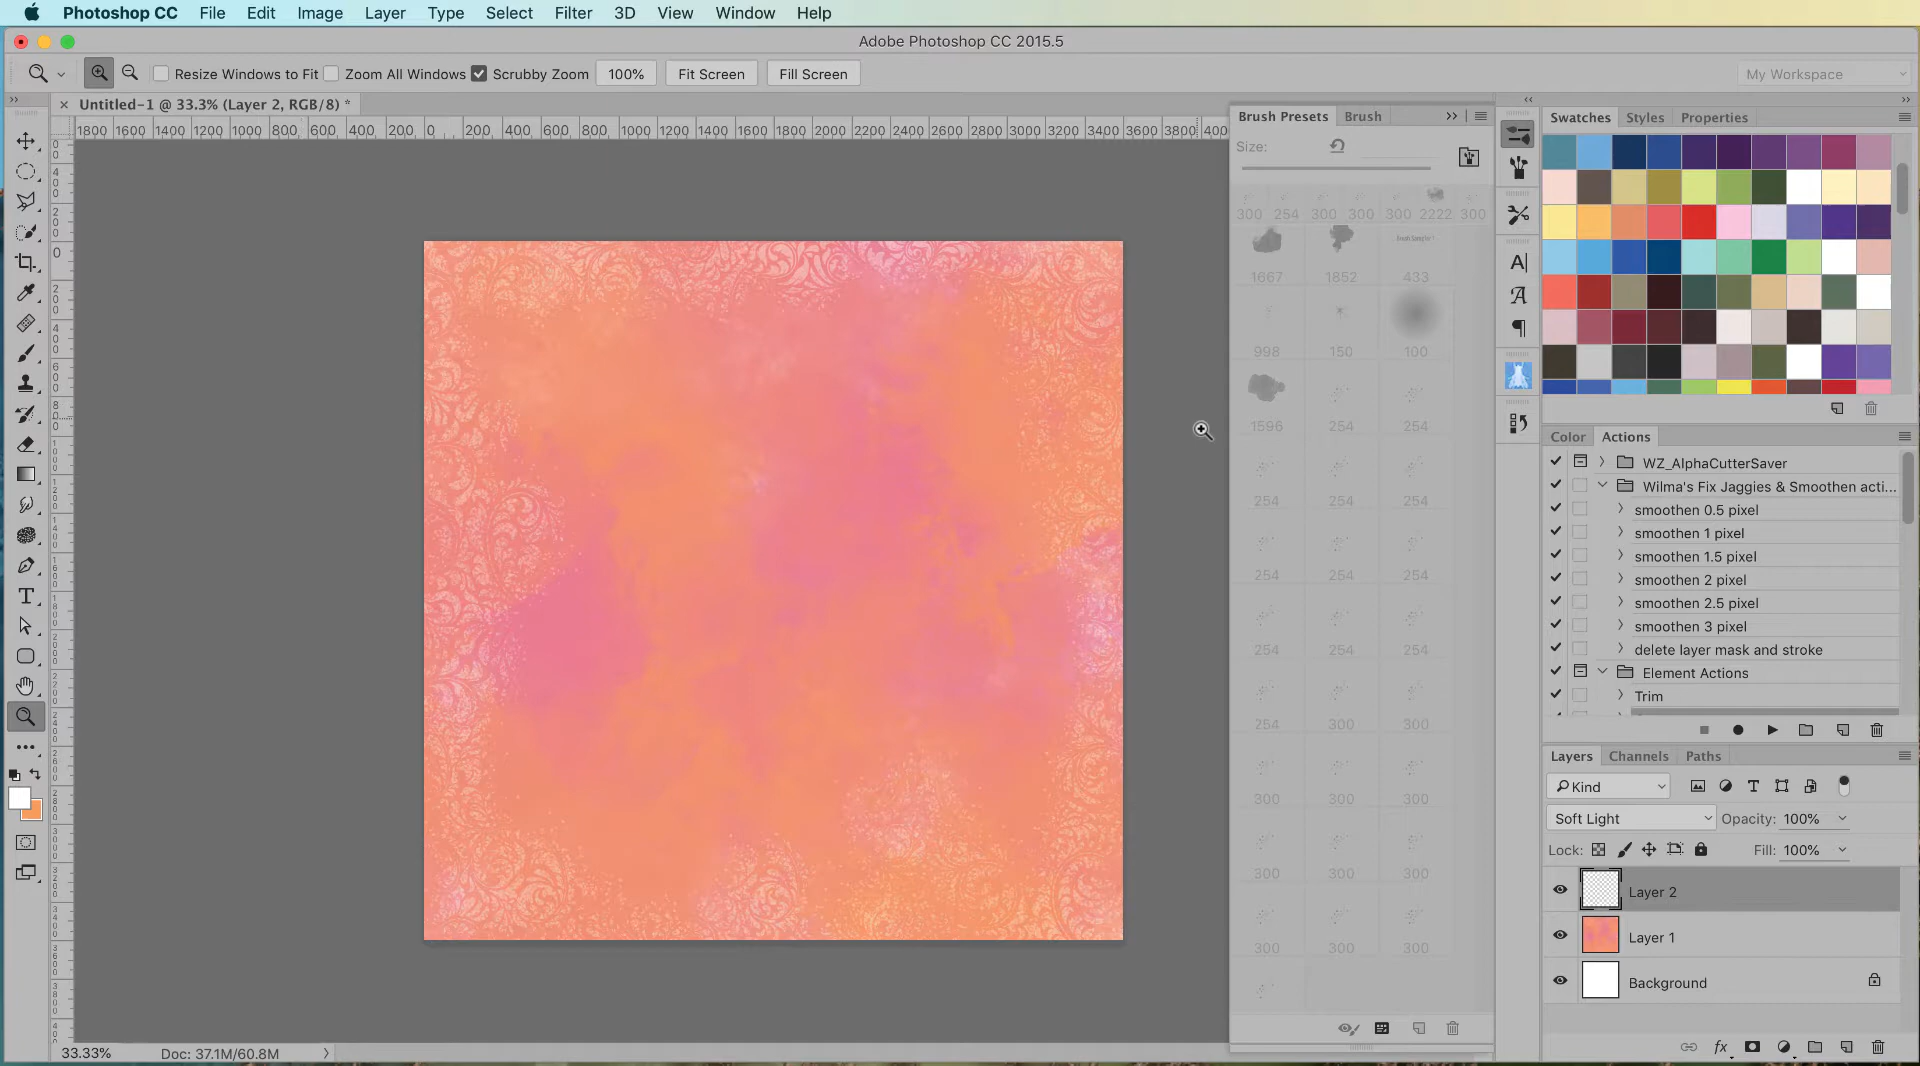 Photoshop CC File Edit Image Layer Type Select Filter 3D View Window Help
Adobe Photoshop CC 2015.5
Resize Windows to Fit Zoom All Windows Scrubby Zoom 100% Fit Screen Fill Screen My Workspace
Untitled-1 @ 33.3% (Layer 2, RGB/8) *
1800 1600 1400 1200 1000 800 600 400 200 0 200 400 600 800 1000 1200 1400 1600 1800 2000 2200 2400 2600 2800 3000 3200 3400 3600 3800 400
Brush Presets Brush
Size:
300 254 300 300 300 2222 300
Brush Sampler 1
1667 1852 433
998 150 100
1596 254 254
254 254 254
254 254 254
254 254 254
254 300 300
300 300 300
300 300 300
300 300 300
Swatches Styles Properties
Color Actions
WZ_AlphaCutterSaver
Wilma's Fix Jaggies & Smoothen acti...
smoothen 0.5 pixel
smoothen 1 pixel
smoothen 1.5 pixel
smoothen 2 pixel
smoothen 2.5 pixel
smoothen 3 pixel
delete layer mask and stroke
Element Actions
Trim
Layers Channels Paths
Kind
Soft Light Opacity: 100%
Lock: Fill: 100%
Layer 2
Layer 1
Background
fx
33.33% Doc: 37.1M/60.8M